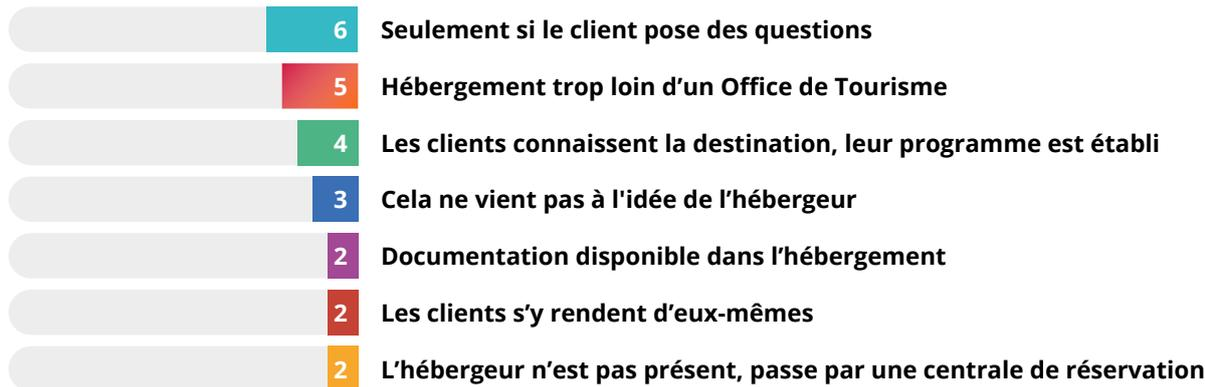 6 Seulement si le client pose des questions
5 Hébergement trop loin d’un Office de Tourisme
4 Les clients connaissent la destination, leur programme est établi
3 Cela ne vient pas à l'idée de l’hébergeur
2 Documentation disponible dans l’hébergement
2 Les clients s’y rendent d’eux-mêmes
2 L’hébergeur n’est pas présent, passe par une centrale de réservation